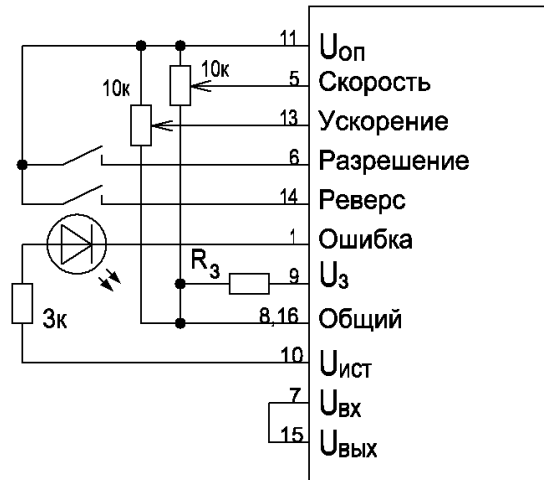 11 Uоп
10к 5 Скорость
10к 13 Ускорение
6 Разрешение
14 Реверс
1 Ошибка
R3 9 Uз
3к 8,16 Общий
10 Uист
7 Uвх
15 Uвых